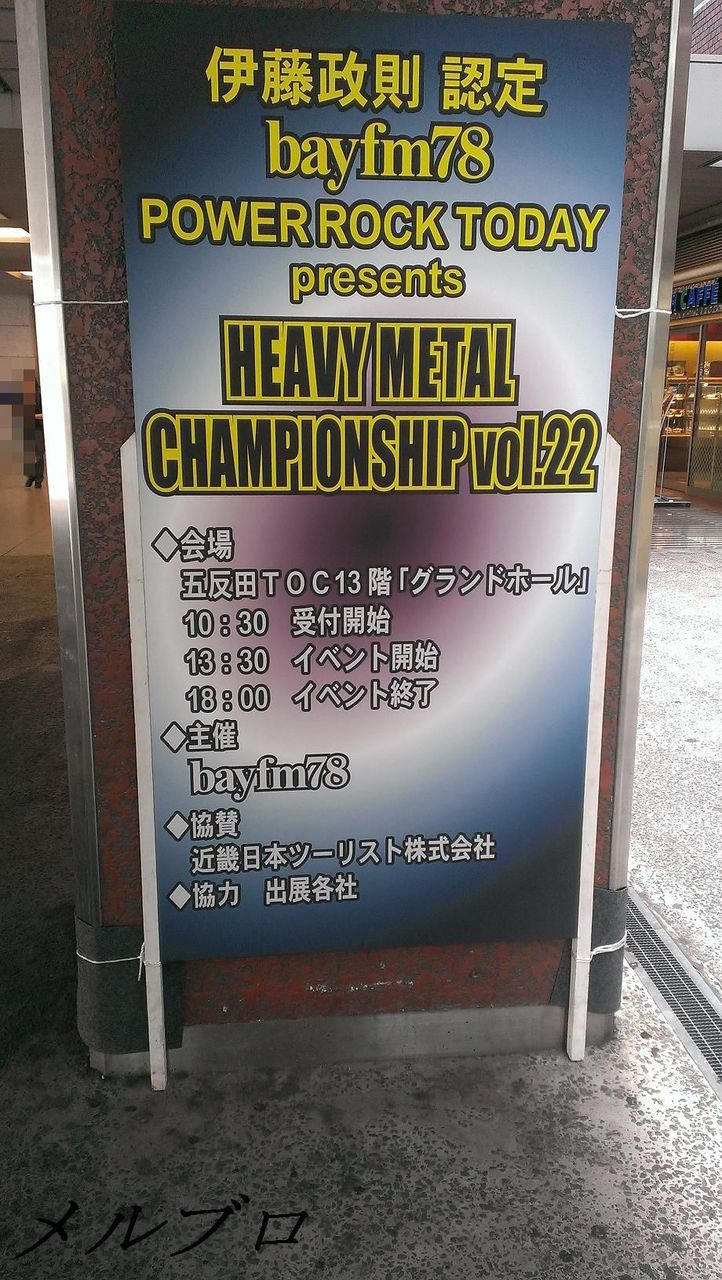 伊藤政則 認定
bayfm78
POWER ROCK TODAY
presents
HEAVY METAL
CHAMPIONSHIP vol.22
◆会場
五反田TOC13階「グランドホール」
10:30 受付開始
13:30 イベント開始
18:00 イベント終了
◆主催
bayfm78
◆協賛
近畿日本ツーリスト株式会社
◆協力 出展各社
CAFFE
メルブロ